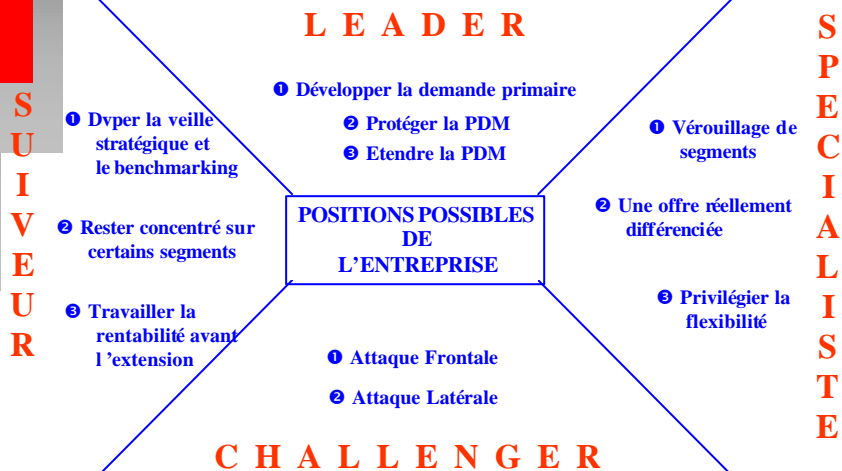 L E A D E R
❶ Développer la demande primaire
❷ Protéger la PDM
❸ Etendre la PDM
S U I V E U R
❶ Dvper la veille
stratégique et
le benchmarking
❷ Rester concentré sur
certains segments
❸ Travailler la
rentabilité avant
l ’extension
POSITIONS POSSIBLES
DE
L’ENTREPRISE
❶ Vérouillage de
segments
❷ Une offre réellement
différenciée
❸ Privilégier la
flexibilité
S P E C I A L I S T E
❶ Attaque Frontale
❷ Attaque Latérale
C H A L L E N G E R